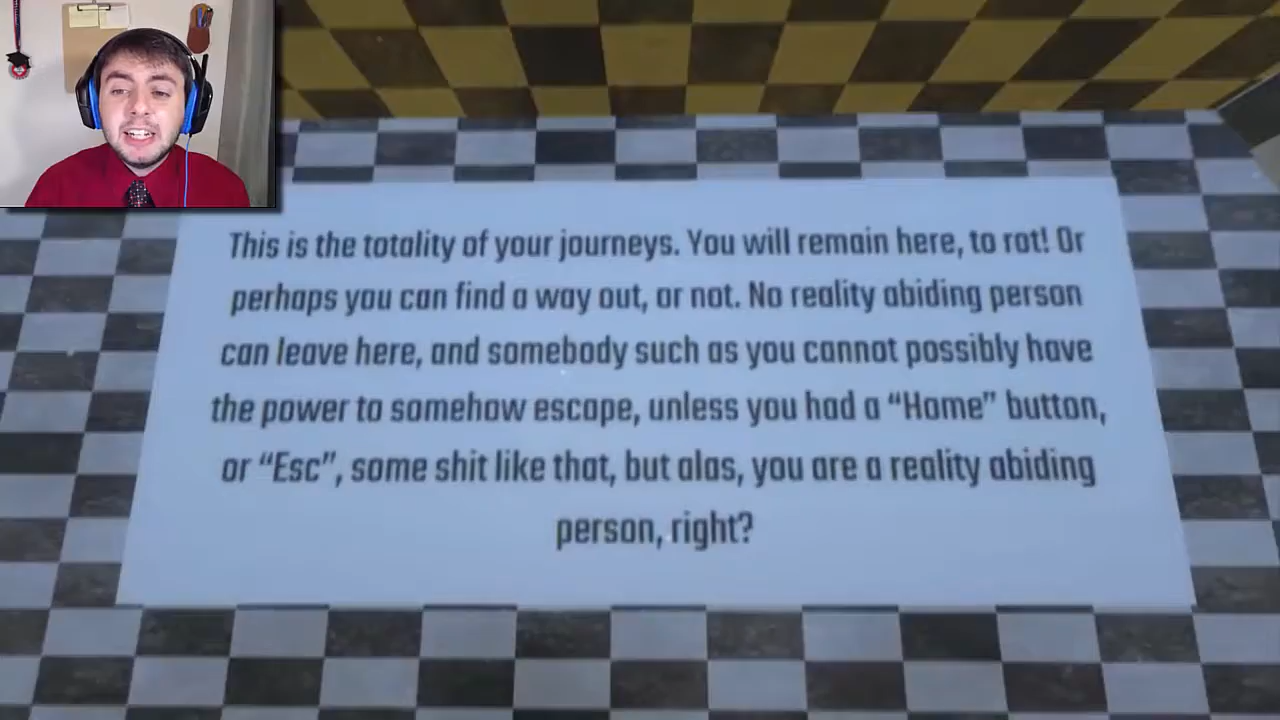 This is the totality of your journeys. You will remain here, to rot! Or
perhaps you can find a way out, or not. No reality abiding person
can leave here, and somebody such as you cannot possibly have
the power to somehow escape, unless you had a “Home” button,
or “Esc”, some shit like that, but alas, you are a reality abiding
person, right?